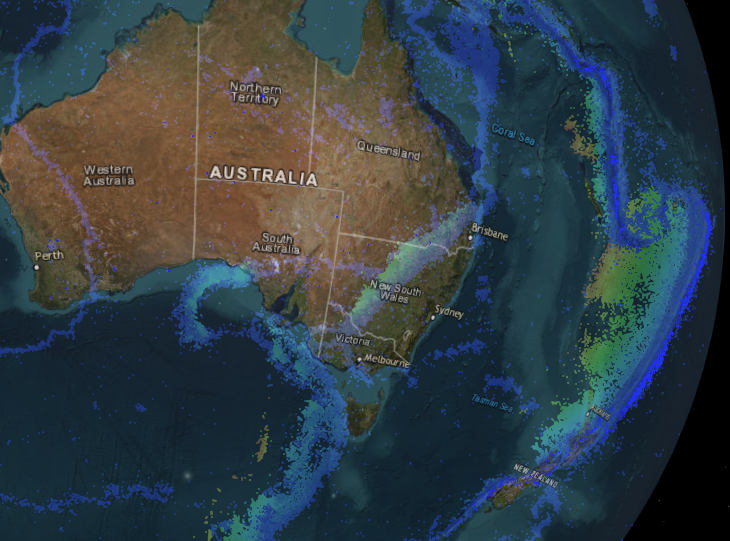 Northern
Territory
Coral Sea
Queensland
Western
Australia
AUSTRALIA
Brisbane
South
Australia
Perth
New South
Wales
Sydney
Victoria
Melbourne
Tasman Sea
NEW ZEALAND